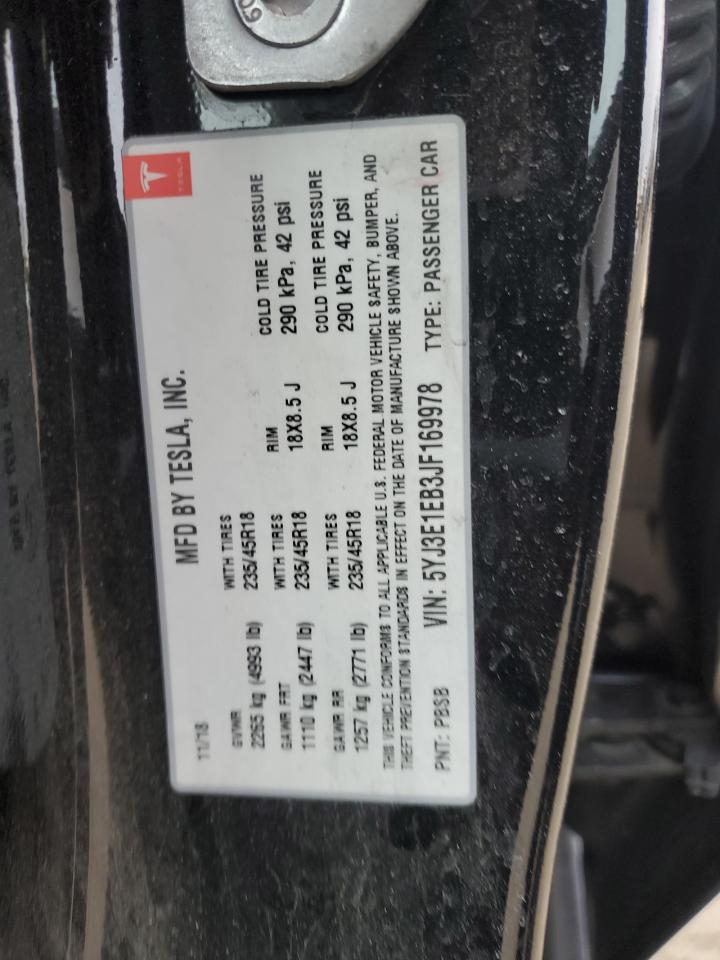 TESLA
MFD BY TESLA, INC.
11/18
GVWR
2265 kg (4993 lb)
WITH TIRES
235/45R18
COLD TIRE PRESSURE
290 kPa, 42 psi
GAWR FRT
1110 kg (2447 lb)
WITH TIRES
235/45R18
RIM
18X8.5 J
COLD TIRE PRESSURE
290 kPa, 42 psi
GAWR RR
1257 kg (2771 lb)
WITH TIRES
235/45R18
RIM
18X8.5 J
THIS VEHICLE CONFORMS TO ALL APPLICABLE U.S. FEDERAL MOTOR VEHICLE SAFETY, BUMPER, AND
THEFT PREVENTION STANDARDS IN EFFECT ON THE DATE OF MANUFACTURE SHOWN ABOVE.
PNT: PBSB VIN: 5YJ3E1EB3JF169978 TYPE: PASSENGER CAR